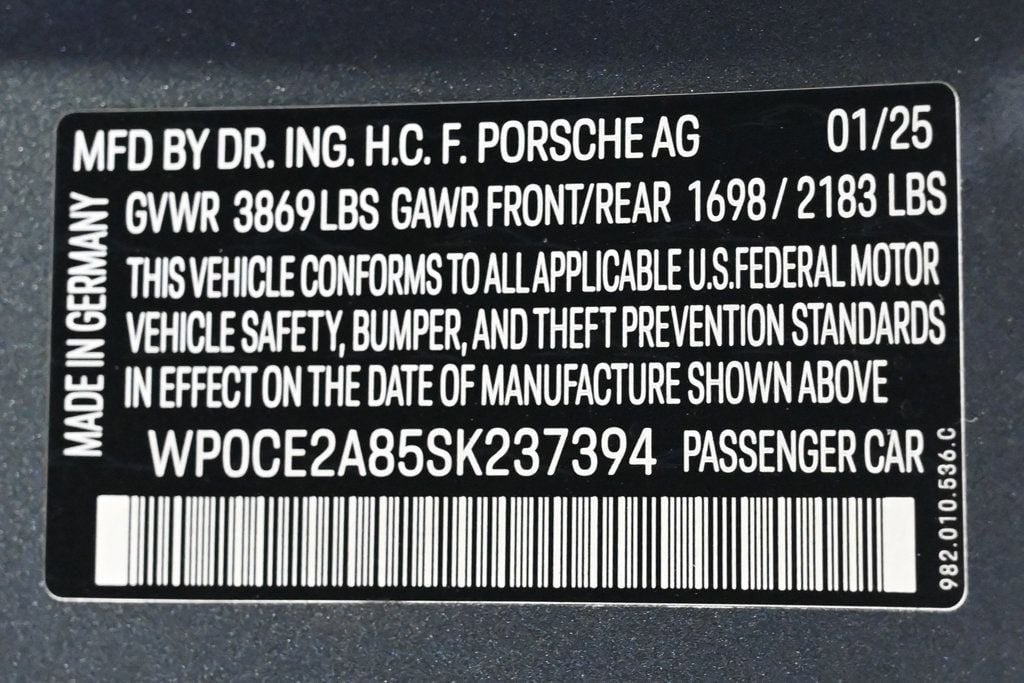 MFD BY DR. ING. H.C. F. PORSCHE AG 01/25
GVWR 3869 LBS GAWR FRONT/REAR 1698 / 2183 LBS
THIS VEHICLE CONFORMS TO ALL APPLICABLE U.S. FEDERAL MOTOR
VEHICLE SAFETY, BUMPER, AND THEFT PREVENTION STANDARDS
IN EFFECT ON THE DATE OF MANUFACTURE SHOWN ABOVE
WP0CE2A85SK237394 PASSENGER CAR
MADE IN GERMANY
982.010.536.C